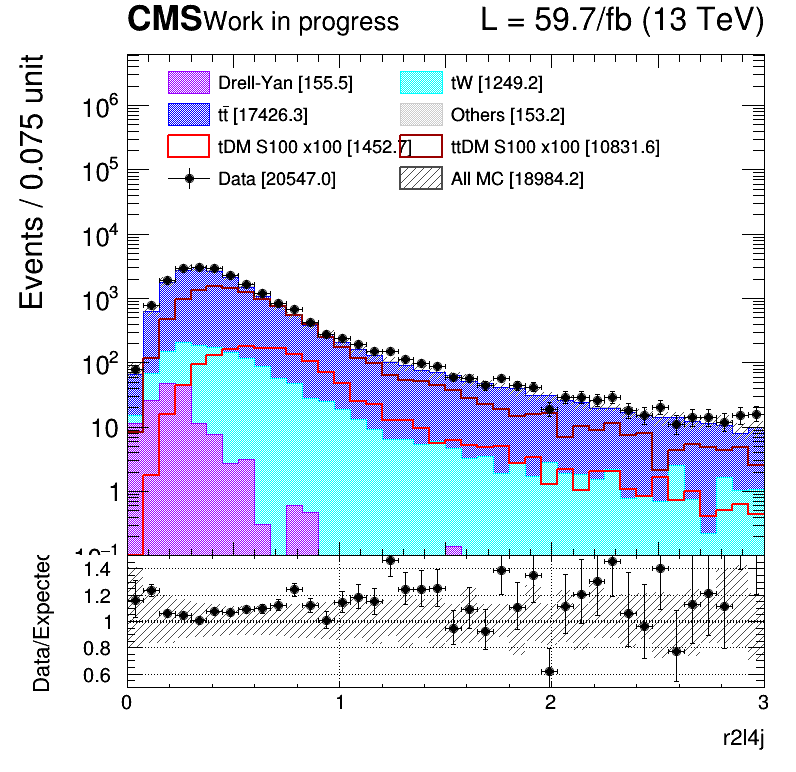 CMS Work in progress L = 59.7/fb (13 TeV)
Events / 0.075 unit
Drell-Yan [155.5] tW [1249.2]
tt̄ [17426.3] Others [153.2]
tDM S100 x100 [1452.7] ttDM S100 x100 [10831.6]
Data [20547.0] All MC [18984.2]
10⁶
10⁵
10⁴
10³
10²
10
1
10⁻¹
Data/Expected
1.4
1.2
1
0.8
0.6
0 1 2 3
r2l4j